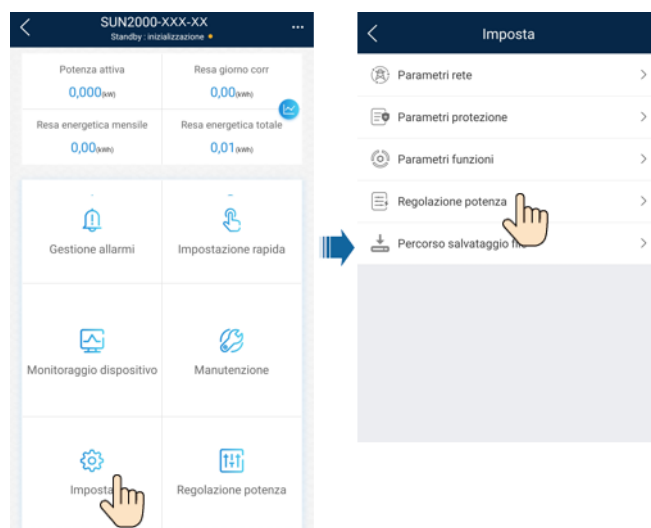 SUN2000-XXX-XX
Standby : inizializzazione
Potenza attiva
0,000(kW)
Resa giorno corr
0,00(kWh)
Resa energetica mensile
0,00(kWh)
Resa energetica totale
0,01(kWh)
Gestione allarmi
Impostazione rapida
Monitoraggio dispositivo
Manutenzione
Imposta
Regolazione potenza
Imposta
Parametri rete
Parametri protezione
Parametri funzioni
Regolazione potenza
Percorso salvataggio